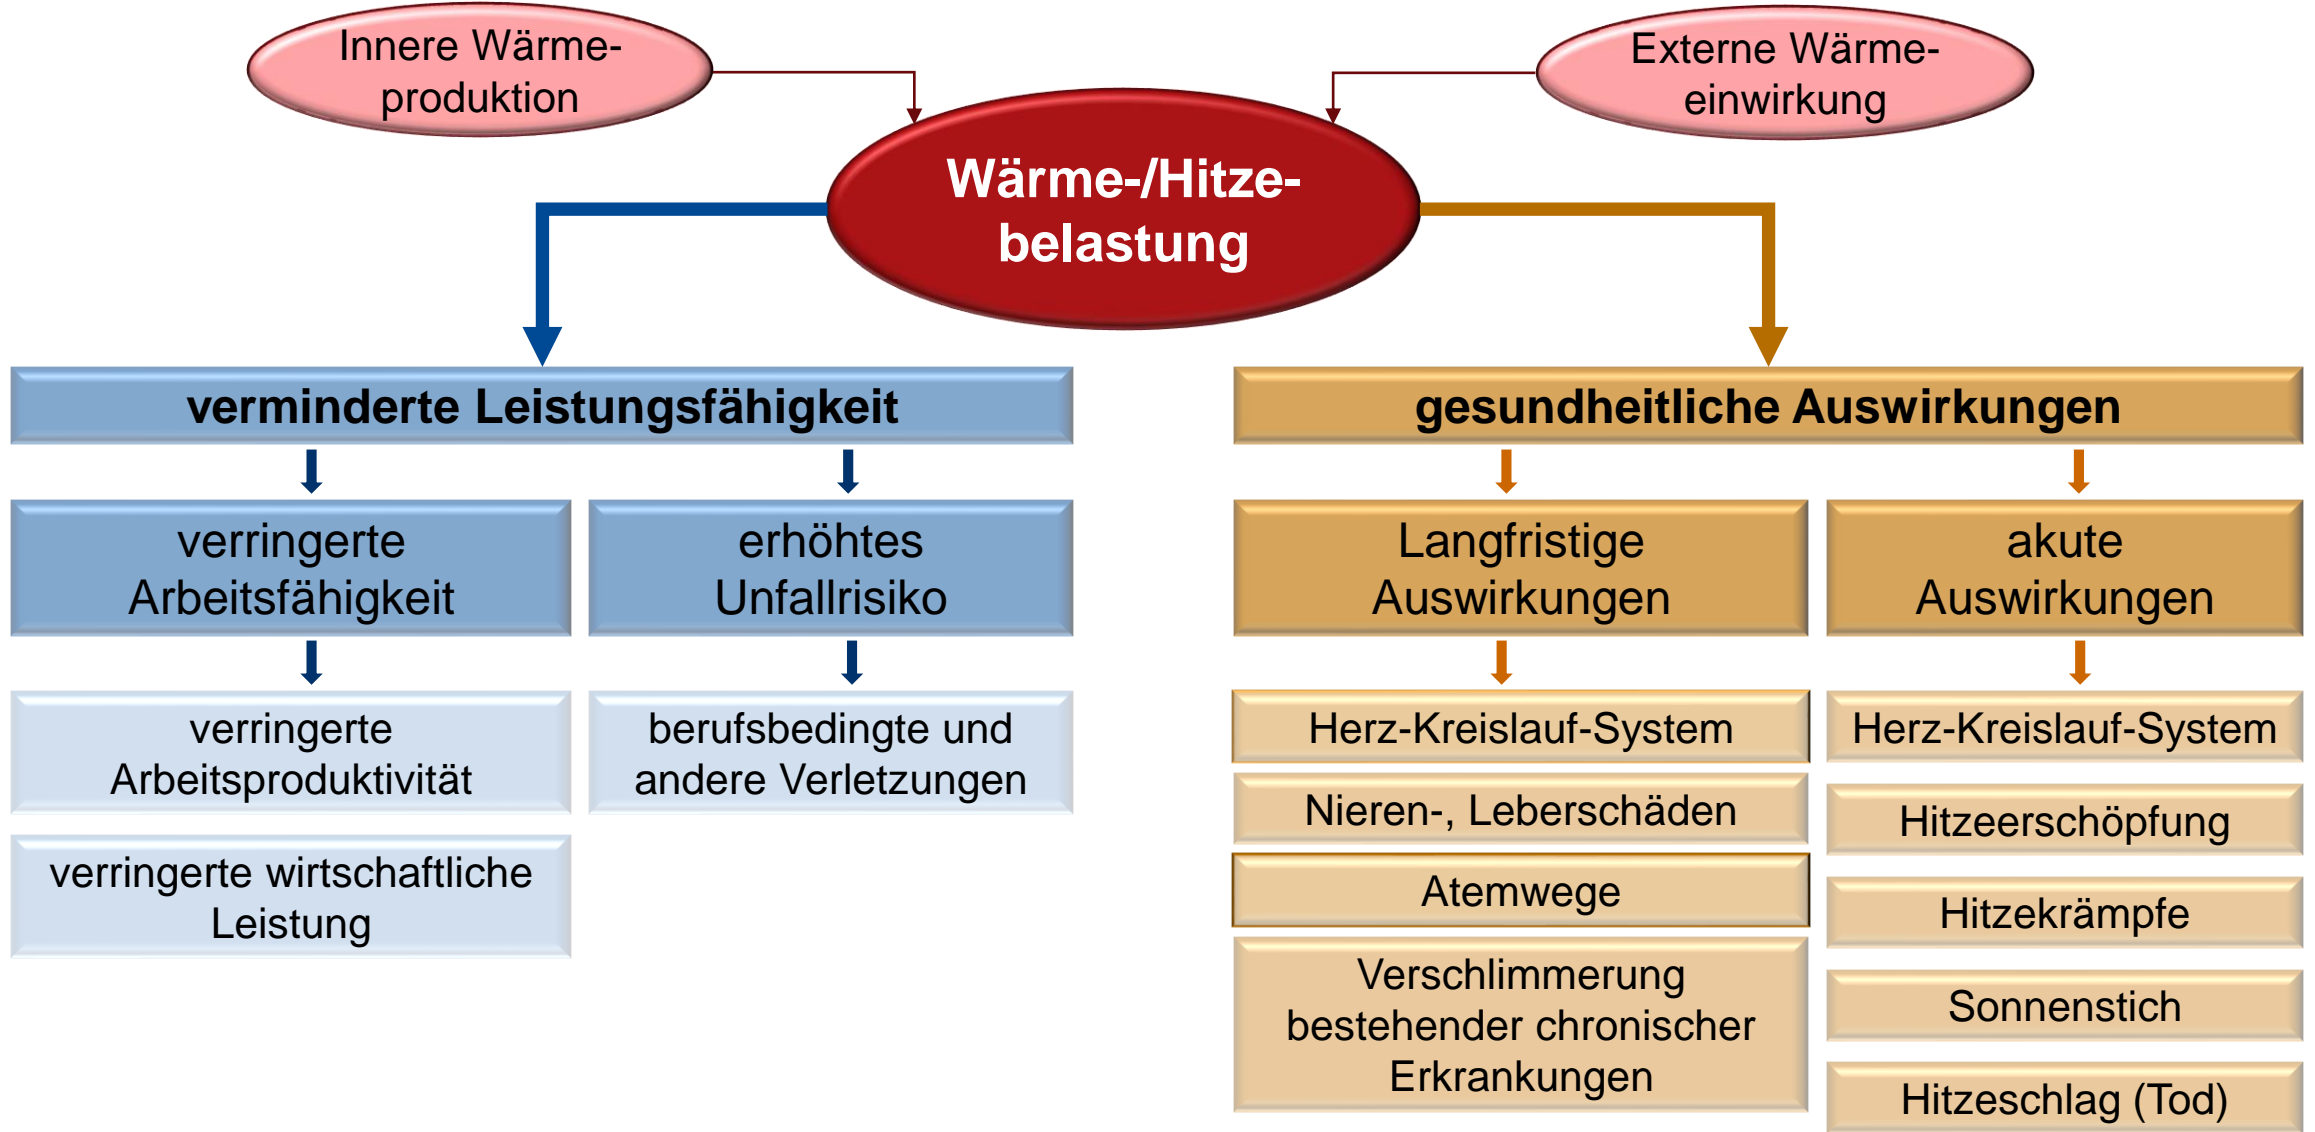 Innere Wärme-
produktion
Externe Wärme-
einwirkung
Wärme-/Hitze-
belastung
verminderte Leistungsfähigkeit
verringerte
Arbeitsfähigkeit
erhöhtes
Unfallrisiko
verringerte
Arbeitsproduktivität
berufsbedingte und
andere Verletzungen
verringerte wirtschaftliche
Leistung
gesundheitliche Auswirkungen
Langfristige
Auswirkungen
akute
Auswirkungen
Herz-Kreislauf-System
Nieren-, Leberschäden
Atemwege
Verschlimmerung
bestehender chronischer
Erkrankungen
Herz-Kreislauf-System
Hitzeerschöpfung
Hitzekrämpfe
Sonnenstich
Hitzeschlag (Tod)